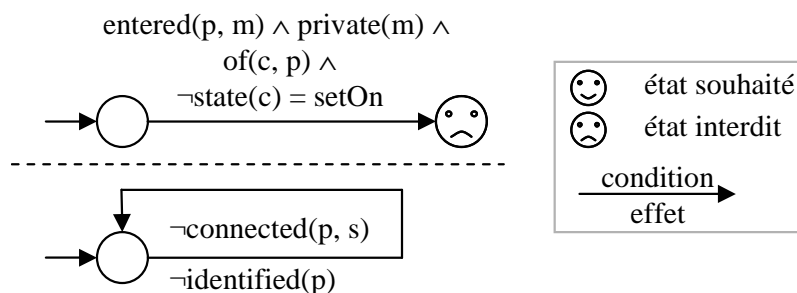 entered(p, m) ∧ private(m) ∧
of(c, p) ∧
¬state(c) = setOn
¬connected(p, s)
¬identified(p)
état souhaité
état interdit
condition
effet